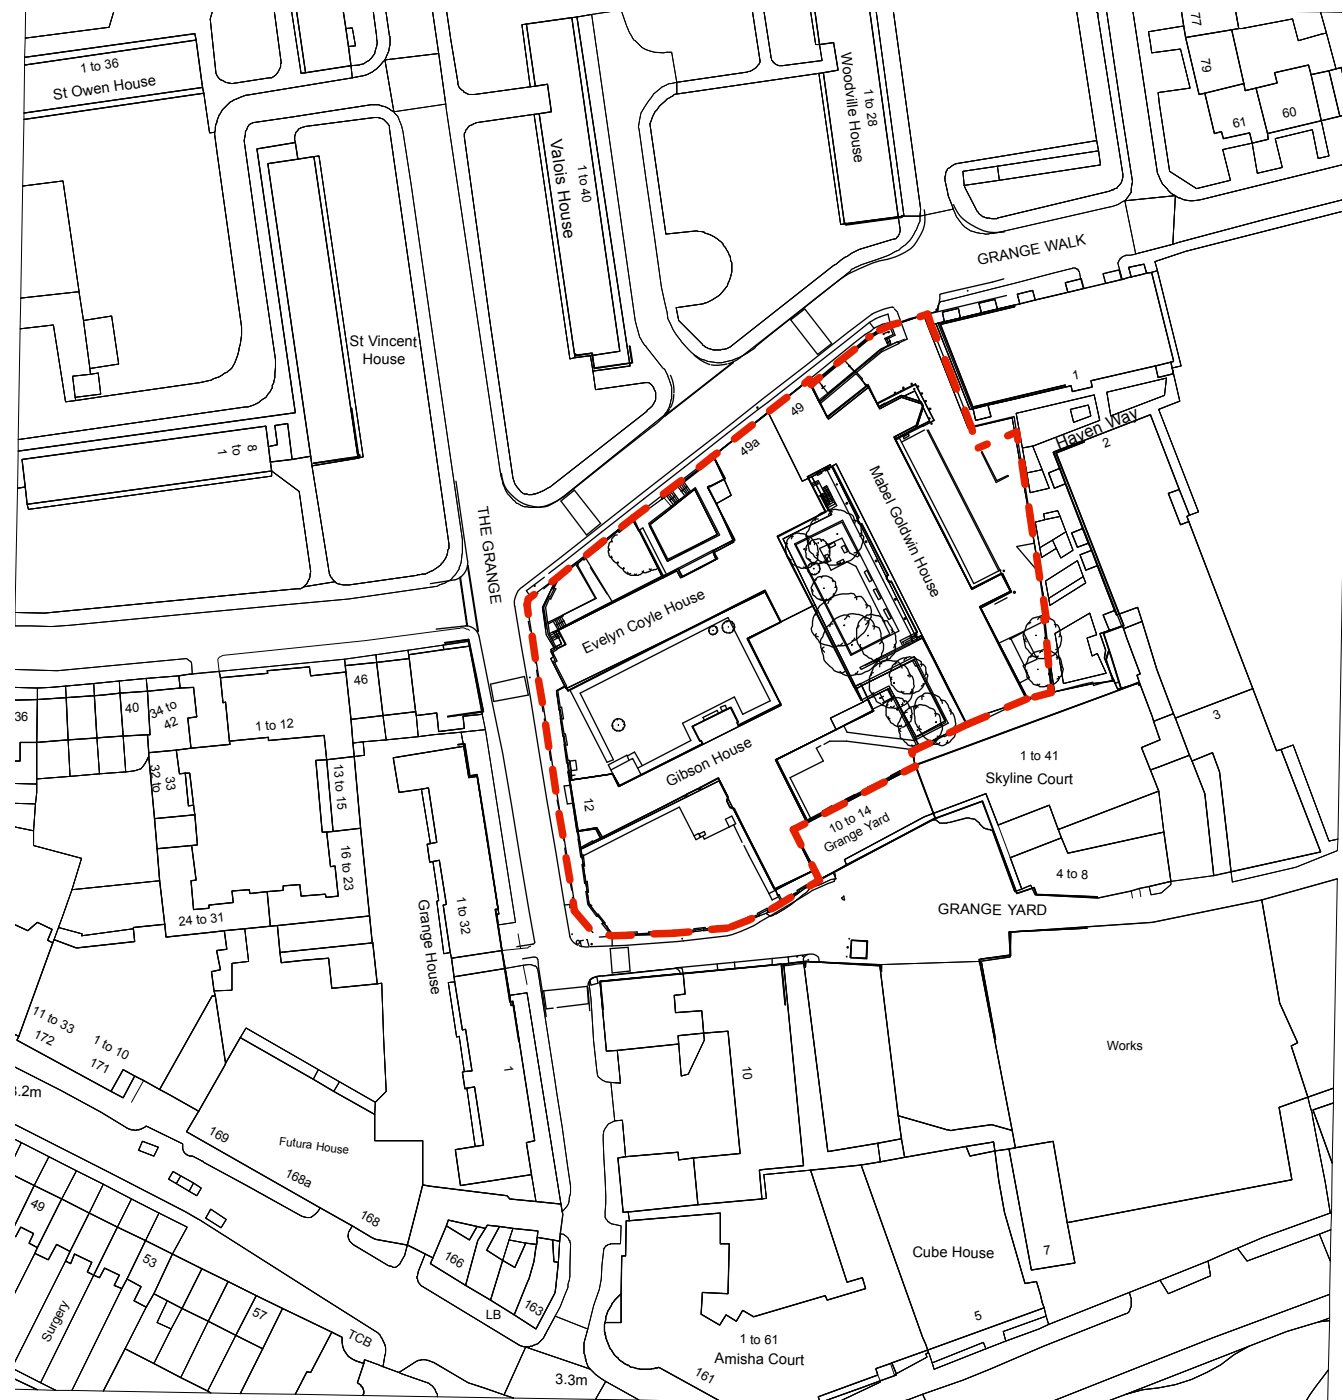 1 to 36
St Owen House
Valois House
1 to 40
Woodville House
1 to 28
77
79
61
60
GRANGE WALK
St Vincent
House
8
to
1
THE GRANGE
49
49a
1
Haven Way
2
Mabel Goldwin House
Evelyn Coyle House
Gibson House
12
10 to 14
Grange Yard
1 to 41
Skyline Court
3
4 to 8
GRANGE YARD
36
40
34 to
42
46
1 to 12
32 to
33
13 to 15
16 to 23
24 to 31
Grange House
1 to 32
1
11 to 33
172
1 to 10
171
3.2m
169
Futura House
168a
168
166
163
LB
49
53
57
Surgery
TCB
3.3m
10
Works
Cube House
7
5
1 to 61
Amisha Court
161